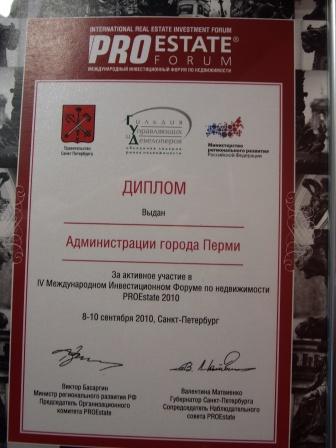 INTERNATIONAL REAL ESTATE INVESTMENT FORUM
PROESTATE®
FORUM
МЕЖДУНАРОДНЫЙ ИНВЕСТИЦИОННЫЙ ФОРУМ ПО НЕДВИЖИМОСТИ
Правительство
Санкт-Петербурга
Гильдия
Управляющих
и Девелоперов
Министерство
регионального развития
Российской Федерации
ДИПЛОМ
Выдан
Администрации города Перми
За активное участие в
IV Международном Инвестиционном Форуме по недвижимости
PROEstate 2010
8-10 сентября 2010, Санкт-Петербург
Виктор Басаргин
Министр регионального развития РФ
Председатель Организационного
комитета PROEstate
Валентина Матвиенко
Губернатор Санкт-Петербурга
Сопредседатель Наблюдательного
совета PROEstate